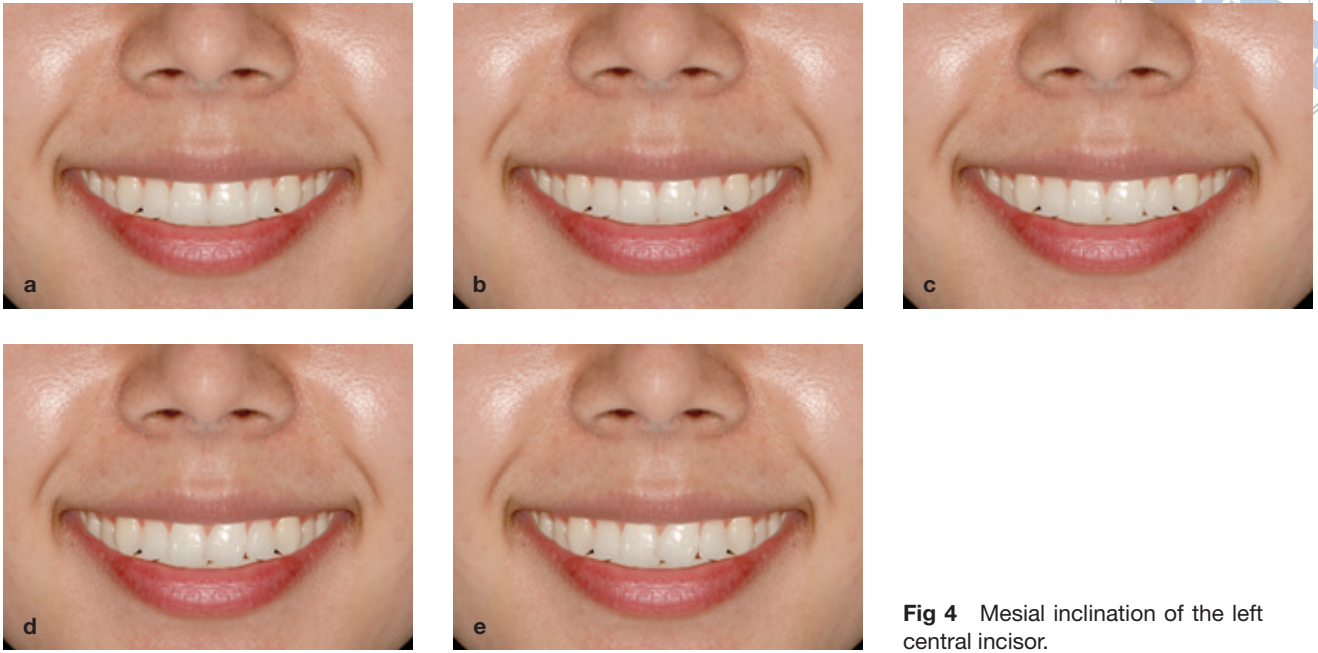 a
b
c
d
e
Fig 4 Mesial inclination of the left
central incisor.